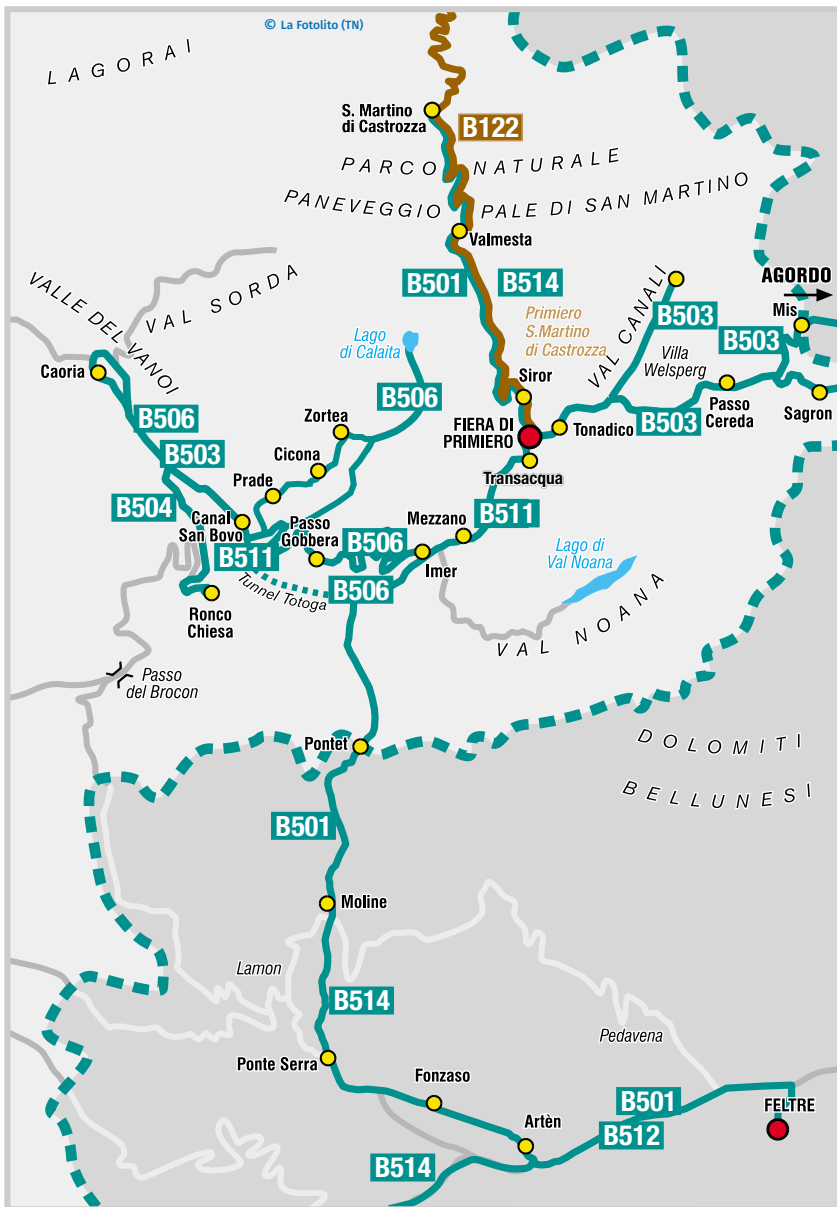 © La Fotolito (TN)
LAGORAI
S. Martino
di Castrozza
B122
PARCO NATURALE
PANEVEGGIO PALE DI SAN MARTINO
Valmesta
B501
B514
VALLE DEL VANOI
VAL SORDA
VAL CANALI
AGORDO
Mis
B503
B503
Primiero
S.Martino
di Castrozza
Lago
di Calaita
Villa
Welsperg
Caoria
Siror
B506
B506
Zortea
FIERA DI
PRIMIERO
Tonadico
B503
Passo
Cereda
Sagron
B503
Cicona
Transacqua
Prade
B504
Canal
San Bovo
Passo
Gobbera
Mezzano
B511
B506
B511
Imer
Lago di
Val Noana
Tunnel Totoga
B506
Ronco
Chiesa
VAL NOANA
Passo
del Brocon
Pontet
DOLOMITI
BELLUNESI
B501
Moline
Lamon
B514
Pedavena
Ponte Serra
Fonzaso
B501
FELTRE
Artèn
B512
B514